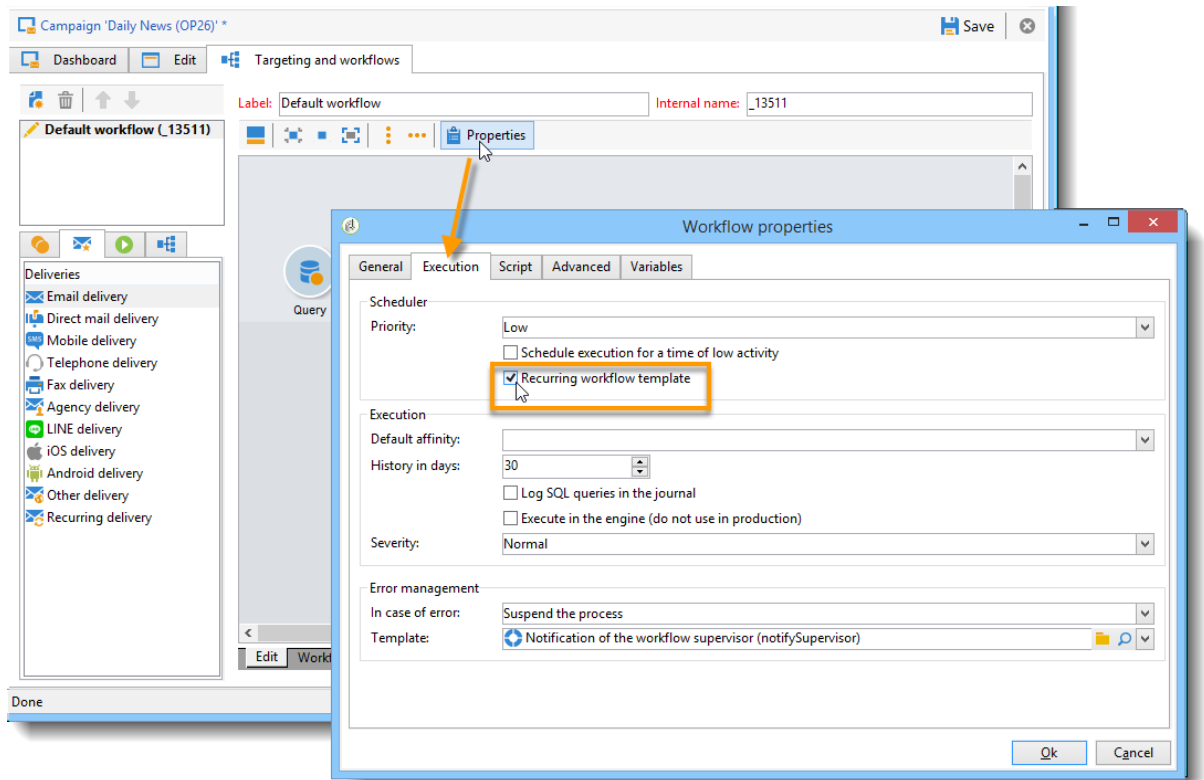 Campaign 'Daily News (OP26)' *
Save
Dashboard
Edit
Targeting and workflows
Label:
Default workflow
Internal name:
_13511
Default workflow (_13511)
Properties
Query
Deliveries
Email delivery
Direct mail delivery
SMS
Mobile delivery
Telephone delivery
Fax delivery
Agency delivery
LINE delivery
iOS delivery
Android delivery
Other delivery
Recurring delivery
Edit
Done
Workflow properties
General
Execution
Script
Advanced
Variables
Scheduler
Priority:
Low
Schedule execution for a time of low activity
Recurring workflow template
Execution
Default affinity:
History in days:
30
Log SQL queries in the journal
Execute in the engine (do not use in production)
Severity:
Normal
Error management
In case of error:
Suspend the process
Template:
Notification of the workflow supervisor (notifySupervisor)
Ok
Cancel